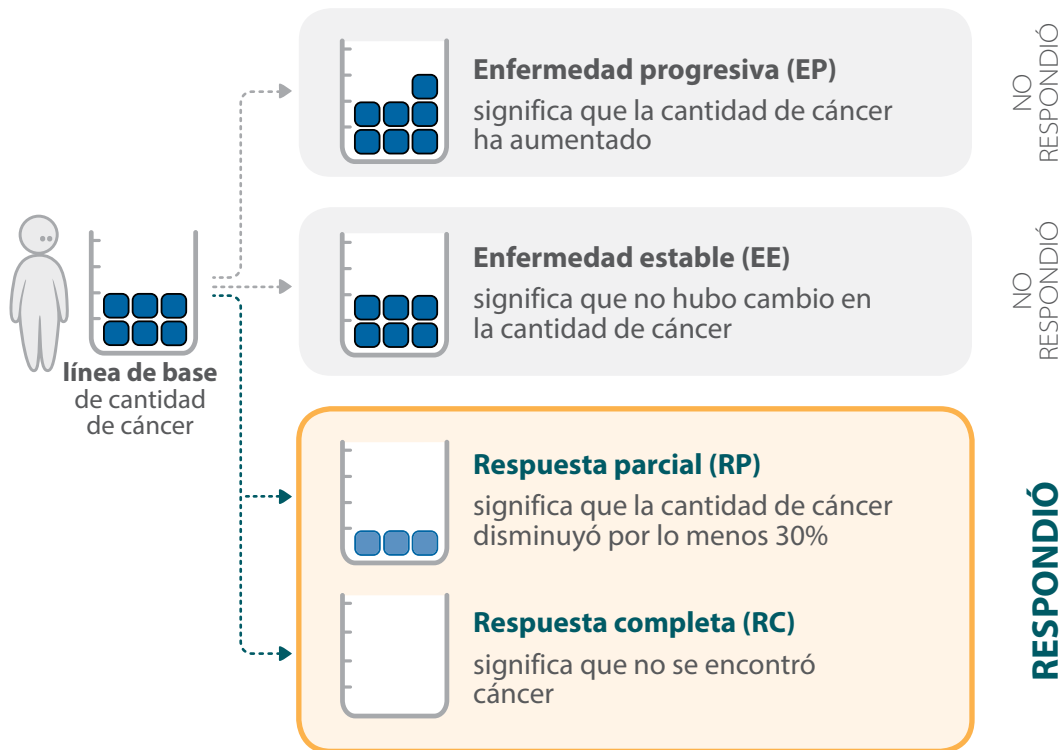 Enfermedad progresiva (EP)
significa que la cantidad de cáncer
ha aumentado
NO
RESPONDIÓ
línea de base
de cantidad
de cáncer
Enfermedad estable (EE)
significa que no hubo cambio en
la cantidad de cáncer
NO
RESPONDIÓ
Respuesta parcial (RP)
significa que la cantidad de cáncer
disminuyó por lo menos 30%
Respuesta completa (RC)
significa que no se encontró
cáncer
RESPONDIÓ